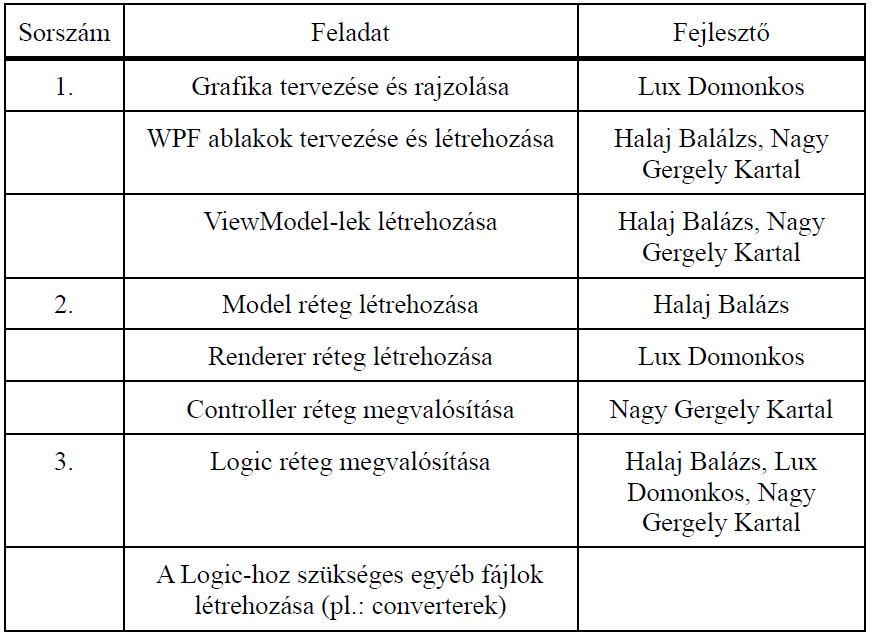 Sorszám Feladat Fejlesztő
1. Grafika tervezése és rajzolása Lux Domonkos
WPF ablakok tervezése és létrehozása Halaj Balálzs, Nagy
Gergely Kartal
ViewModel-lek létrehozása Halaj Balázs, Nagy
Gergely Kartal
2. Model réteg létrehozása Halaj Balázs
Renderer réteg létrehozása Lux Domonkos
Controller réteg megvalósítása Nagy Gergely Kartal
3. Logic réteg megvalósítása Halaj Balázs, Lux
Domonkos, Nagy
Gergely Kartal
A Logic-hoz szükséges egyéb fájlok
létrehozása (pl.: converterek)